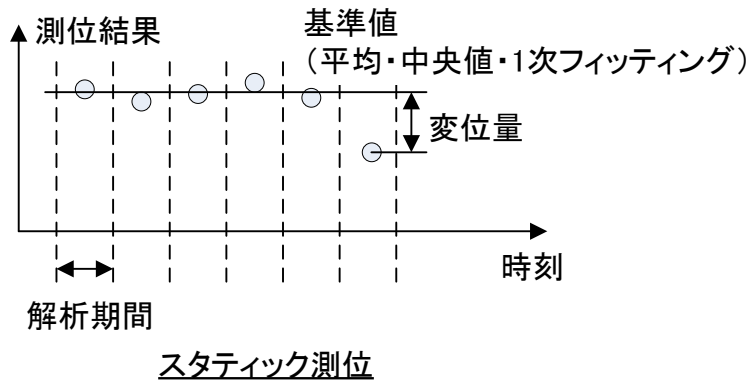 測位結果
基準値
（平均・中央値・1次フィッティング）
変位量
時刻
解析期間
スタティック測位